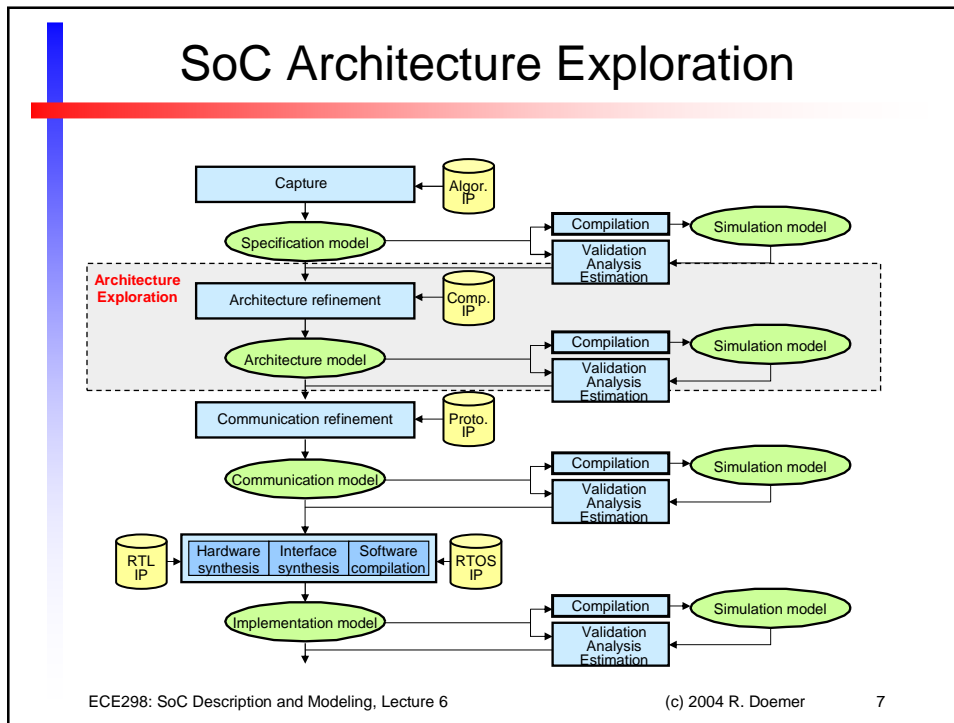 SoC Architecture Exploration
Capture
Algor.
IP
Specification model
Compilation
Simulation model
Validation
Analysis
Estimation
Architecture
Exploration
Architecture refinement
Comp.
IP
Architecture model
Compilation
Simulation model
Validation
Analysis
Estimation
Communication refinement
Proto.
IP
Communication model
Compilation
Simulation model
Validation
Analysis
Estimation
RTL
IP
Hardware
synthesis
Interface
synthesis
Software
compilation
RTOS
IP
Implementation model
Compilation
Simulation model
Validation
Analysis
Estimation
ECE298: SoC Description and Modeling, Lecture 6 (c) 2004 R. Doemer 7